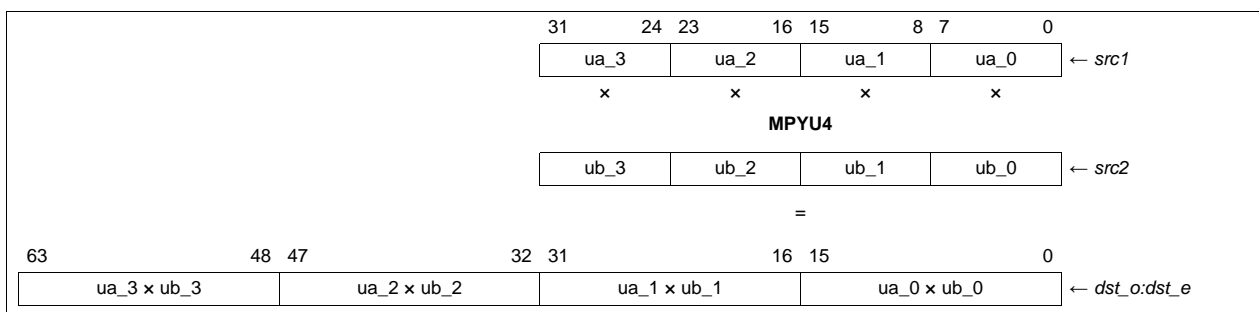 31 24 23 16 15 8 7 0
ua_3 ua_2 ua_1 ua_0 ← src1
× × × ×
MPYU4
ub_3 ub_2 ub_1 ub_0 ← src2
=
63 48 47 32 31 16 15 0
ua_3 × ub_3 ua_2 × ub_2 ua_1 × ub_1 ua_0 × ub_0 ← dst_o:dst_e